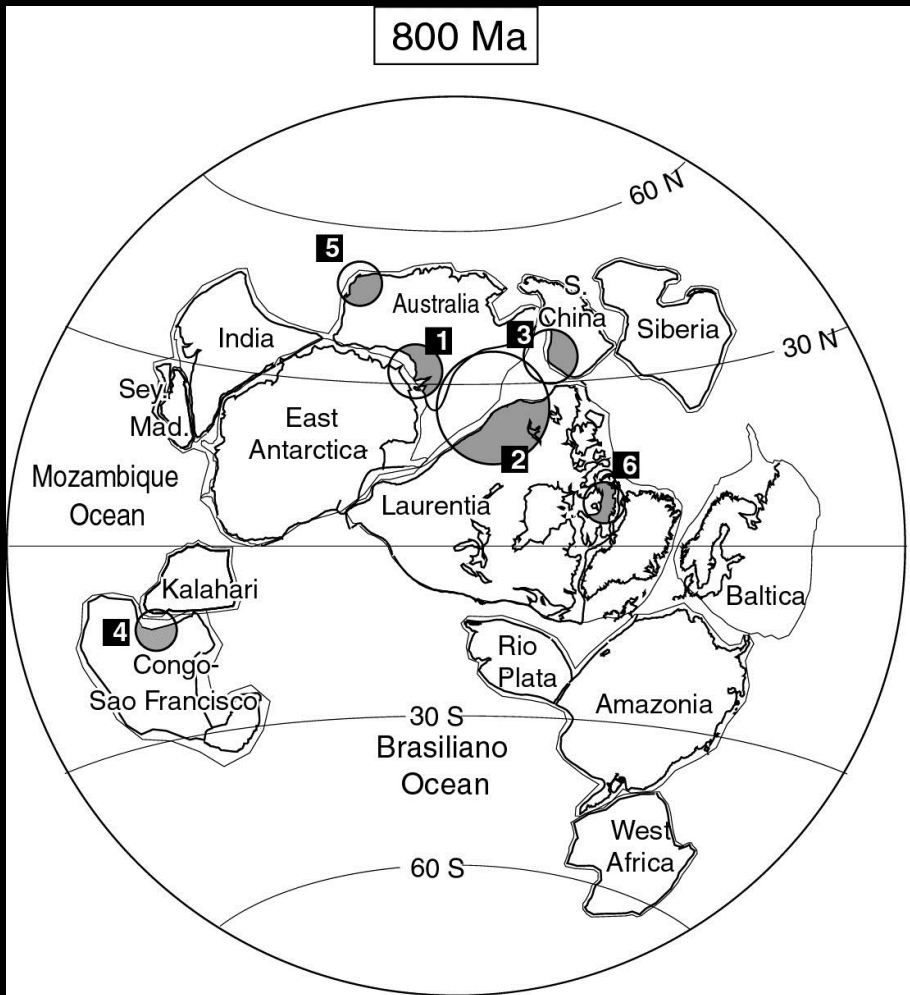 800 Ma
60 N
5
S.
Australia
China
1
3
Siberia
India
30 N
Sey.
East
Antarctica
Mad.
2
6
Mozambique
Ocean
Laurentia
Kalahari
Baltica
4
Congo-
Sao Francisco
Rio
Plata
Amazonia
30 S
Brasiliano
Ocean
West
Africa
60 S